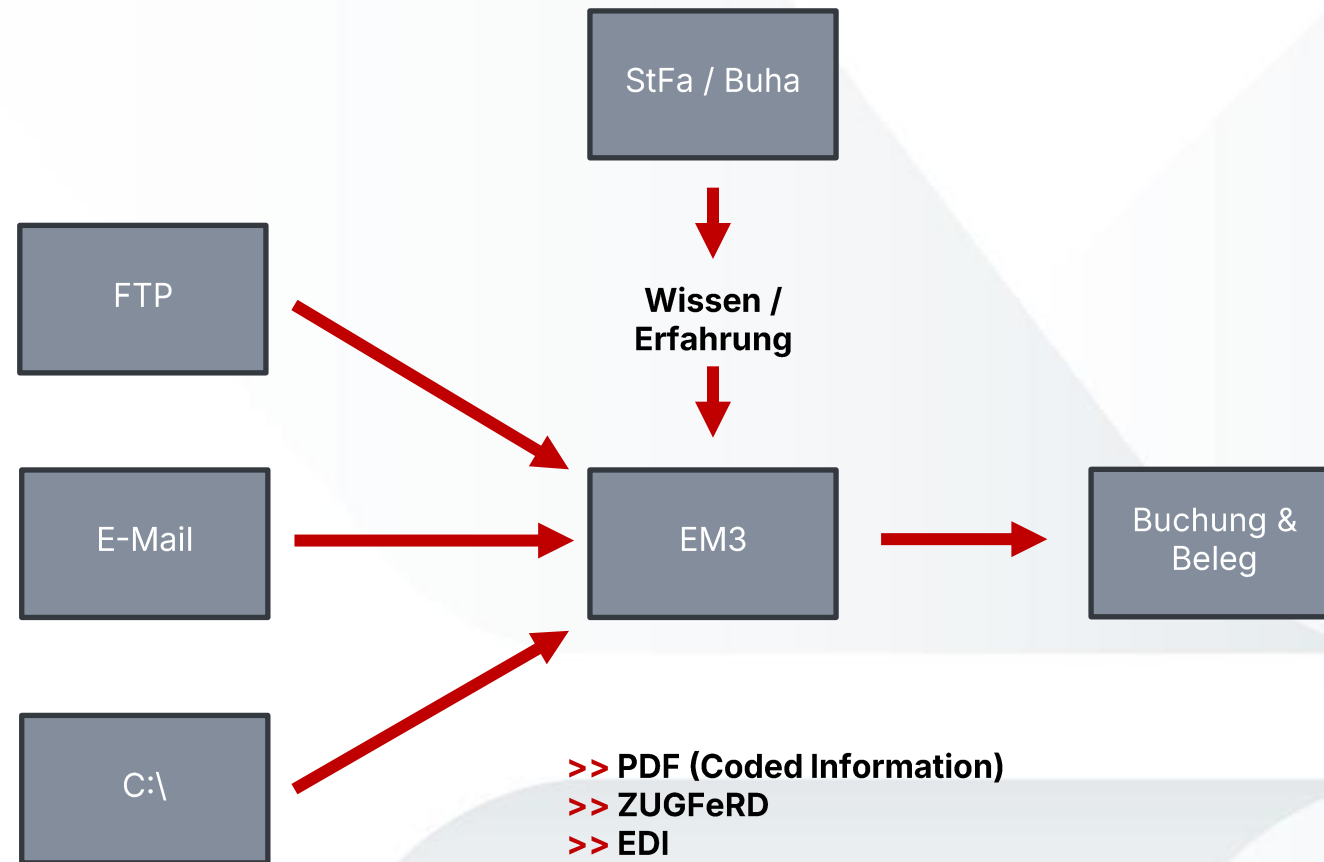 StFa / Buha
FTP
Wissen /
Erfahrung
E-Mail
EM3
Buchung &
Beleg
C:\
>> PDF (Coded Information)
>> ZUGFeRD
>> EDI